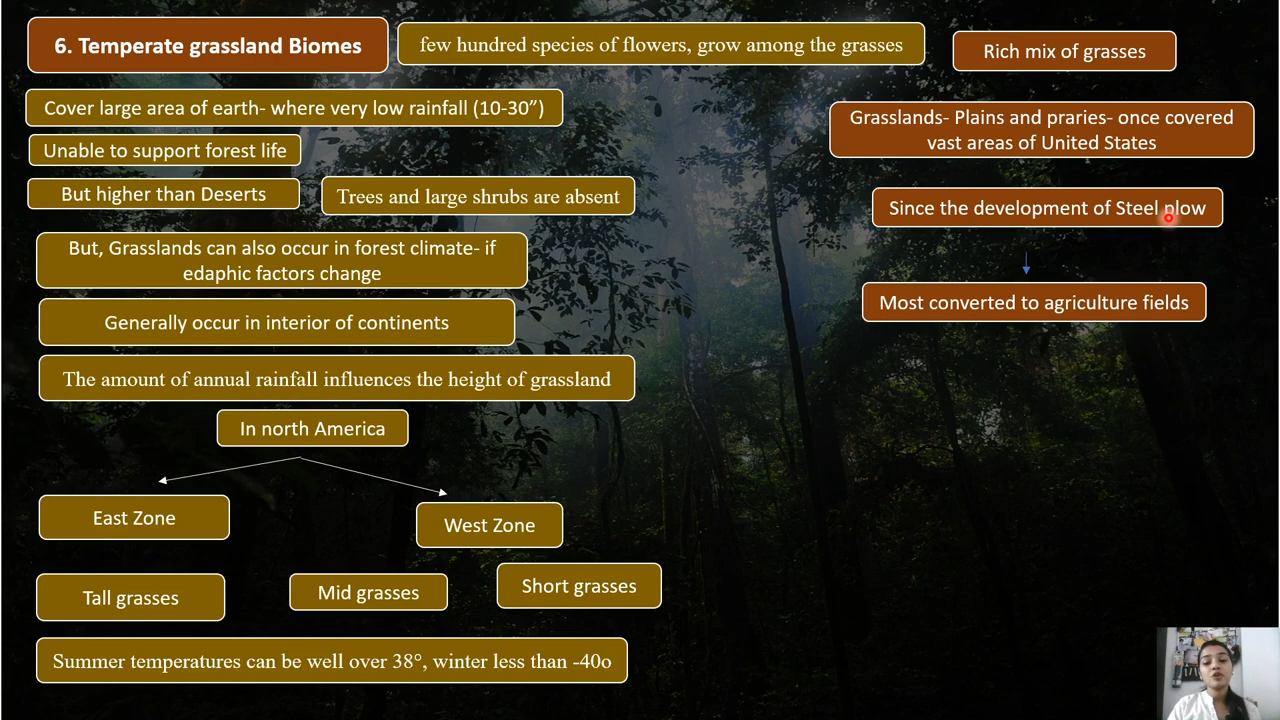 6. Temperate grassland Biomes
few hundred species of flowers, grow among the grasses
Rich mix of grasses
Cover large area of earth- where very low rainfall (10-30”)
Unable to support forest life
But higher than Deserts
Trees and large shrubs are absent
But, Grasslands can also occur in forest climate- if
edaphic factors change
Generally occur in interior of continents
The amount of annual rainfall influences the height of grassland
In north America
East Zone
West Zone
Tall grasses
Mid grasses
Short grasses
Summer temperatures can be well over 38°, winter less than -40o
Grasslands- Plains and praries- once covered
vast areas of United States
Since the development of Steel plow
Most converted to agriculture fields